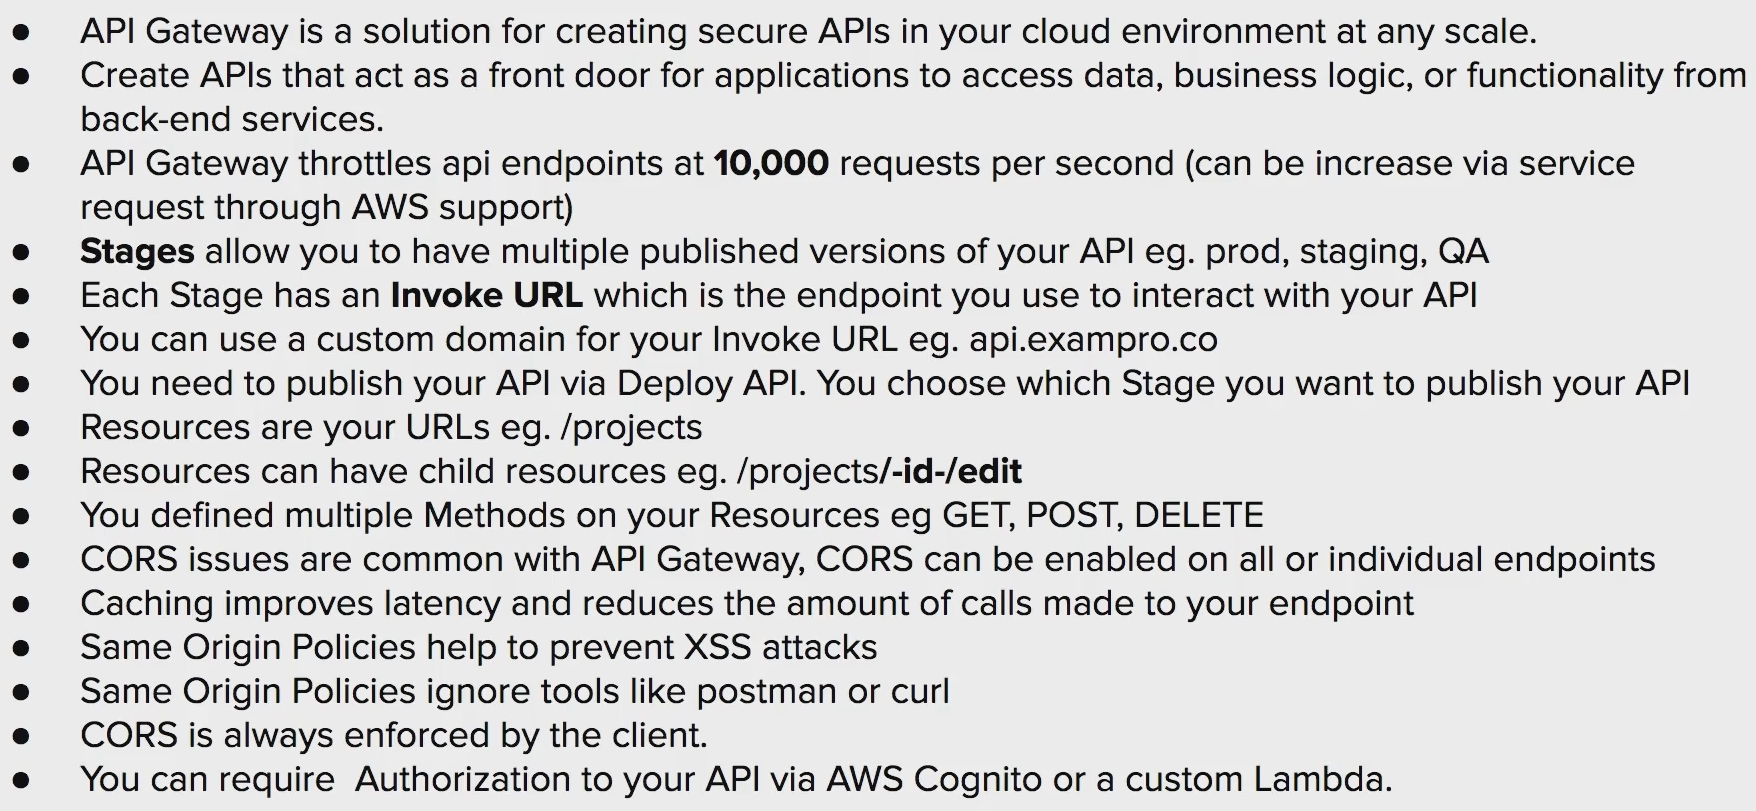 ● API Gateway is a solution for creating secure APIs in your cloud environment at any scale.
● Create APIs that act as a front door for applications to access data, business logic, or functionality from
back-end services.
● API Gateway throttles api endpoints at 10,000 requests per second (can be increase via service
request through AWS support)
● Stages allow you to have multiple published versions of your API eg. prod, staging, QA
● Each Stage has an Invoke URL which is the endpoint you use to interact with your API
● You can use a custom domain for your Invoke URL eg. api.exampro.co
● You need to publish your API via Deploy API. You choose which Stage you want to publish your API
● Resources are your URLs eg. /projects
● Resources can have child resources eg. /projects/-id-/edit
● You defined multiple Methods on your Resources eg GET, POST, DELETE
● CORS issues are common with API Gateway, CORS can be enabled on all or individual endpoints
● Caching improves latency and reduces the amount of calls made to your endpoint
● Same Origin Policies help to prevent XSS attacks
● Same Origin Policies ignore tools like postman or curl
● CORS is always enforced by the client.
● You can require  Authorization to your API via AWS Cognito or a custom Lambda.